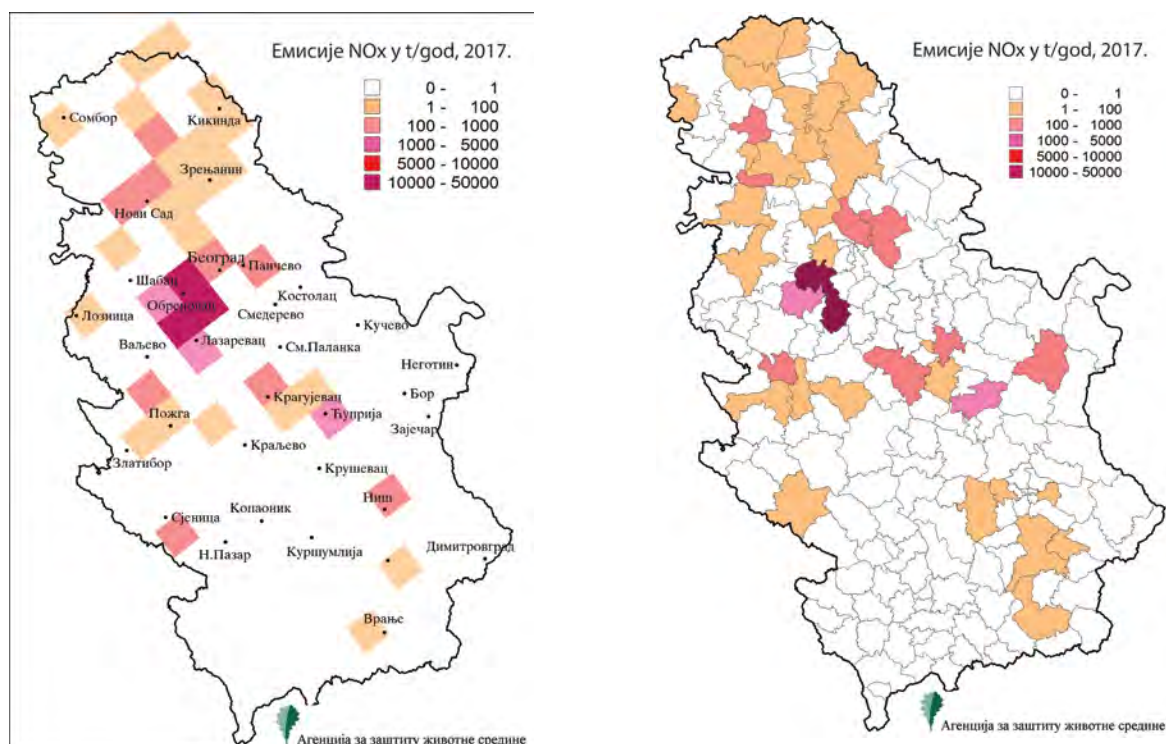 Емисије NOx у t/god, 2017.
0 - 1
1 - 100
100 - 1000
1000 - 5000
5000 - 10000
10000 - 50000
Сомбор
Кикинда
Зрењанин
Нови Сад
Београд
Панчево
Шабац
Обреновац
Костолац
Смедерево
Лозница
Лазаревац
Кучево
Ваљево
См.Паланка
Неготин
Крагујевац
Бор
Пожга
Ћуприја
Зајечар
Краљево
Златибор
Крушевац
Ниш
Сјеница
Копаоник
Н.Пазар
Куршумлија
Димитровград
Врање
Агенција за заштиту животне средине
Емисије NOx у t/god, 2017.
0 - 1
1 - 100
100 - 1000
1000 - 5000
5000 - 10000
10000 - 50000
Агенција за заштиту животне средине